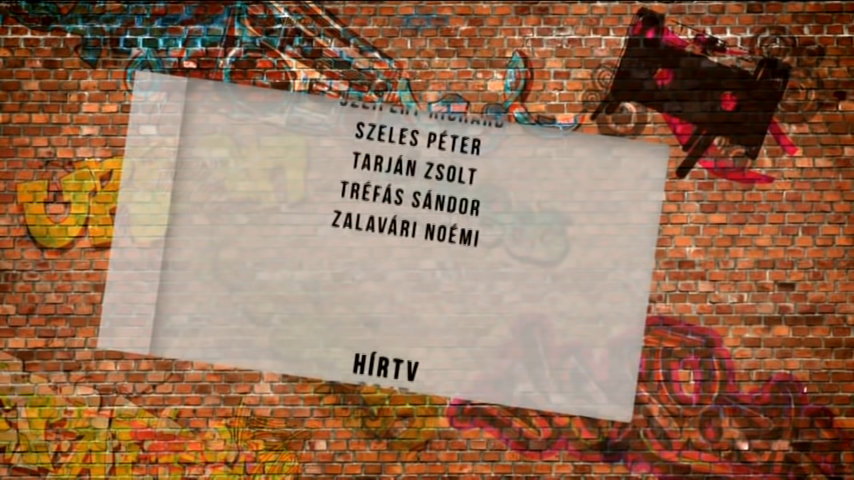 SZELES PÉTER
TARJÁN ZSOLT
TRÉFÁS SÁNDOR
ZALAVÁRI NOÉMI
HÍRTV